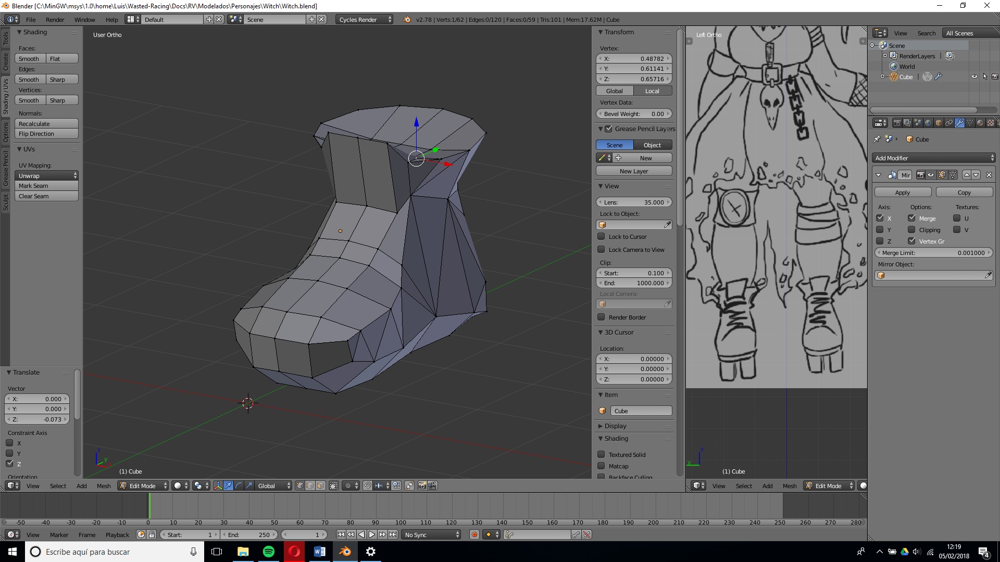 Blender [C:\MinGW\msys\1.0\home\Luis\Wasted-Racing\Docs\RV\Modelados\Personajes\Witch\Witch.blend]
File Render Window Help Default Scene Cycles Render v2.78 | Verts:1/62 | Edges:0/120 | Faces:0/59 | Tris:101 | Mem:17.62M | Cube
Tools
Create
Shading / UVs
Options
Grease Pencil
Sculpt
Shading
Faces:
Smooth Flat
Edges:
Smooth Sharp
Vertices:
Smooth Sharp
Normals:
Recalculate
Flip Direction
UVs
UV Mapping:
Unwrap
Mark Seam
Clear Seam
Translate
Vector
X: 0.000
Y: 0.000
Z: -0.073
Constraint Axis
X
Y
Z
Orientation
User Ortho
z
y
x
(1) Cube
Transform
Vertex:
X: 0.48782
Y: 0.61141
Z: 0.65716
Global Local
Vertex Data:
Bevel Weight: 0.00
Grease Pencil Layers
Scene Object
New
New Layer
View
Lens: 35.000
Lock to Object:
Lock to Cursor
Lock Camera to View
Clip:
Start: 0.100
End: 1000.000
Local Camera:
Render Border
3D Cursor
Location:
X: 0.00000
Y: 0.00000
Z: 0.00000
Item
Cube
Display
Shading
Textured Solid
Matcap
Backface Culling
Left Ortho
z
y
(1) Cube
View Search All Scenes
Scene
RenderLayers
World
Cube
Cube
Add Modifier
Mir
Apply Copy
Axis: Options: Textures:
X Merge U
Y Clipping V
Z Vertex Gr
Merge Limit: 0.001000
Mirror Object:
View Select Add Mesh Edit Mode Global
View Select Add Mesh Edit Mode
-50 -40 -30 -20 -10 0 10 20 30 40 50 60 70 80 90 100 110 120 130 140 150 160 170 180 190 200 210 220 230 240 250 260 270 280
View Marker Frame Playback Start: 1 End: 250 1 No Sync
Escribe aquí para buscar
12:19
05/02/2018
4